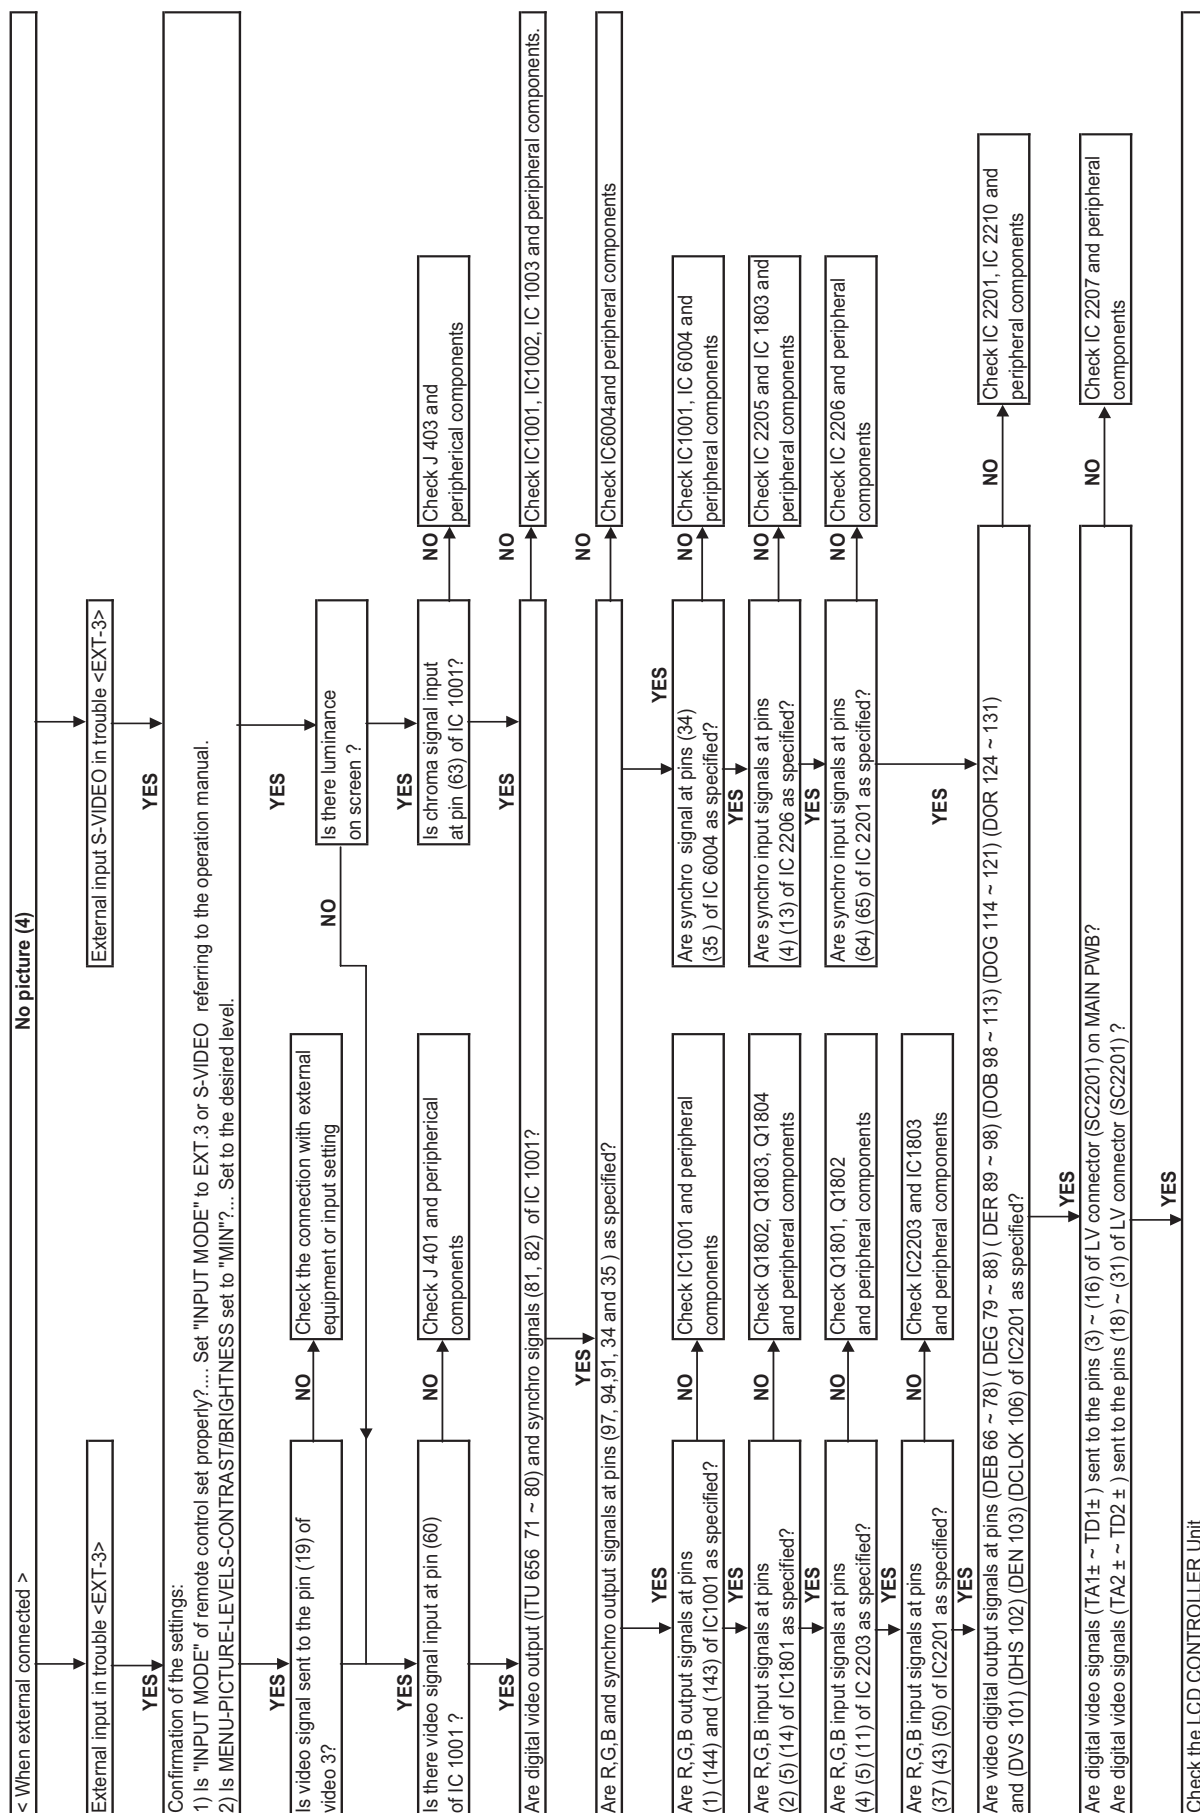 < When external connected >
No picture (4)
External input in trouble <EXT-3>
External input S-VIDEO in trouble <EXT-3>
YES
YES
Confirmation of the settings:
1) Is "INPUT MODE" of remote control set properly?.... Set "INPUT MODE" to EXT.3 or S-VIDEO referring to the operation manual.
2) Is MENU-PICTURE-LEVELS-CONTRAST/BRIGHTNESS set to "MIN"?... Set to the desired level.
YES
YES
Is video signal sent to the pin (19) of
video 3?
NO
Check the connection with external
equipment or input setting
Is there luminance
on screen ?
NO
YES
YES
Is there video signal input at pin (60)
of IC 1001 ?
NO
Check J 401 and peripherical
components
Is chroma signal input
at pin (63) of IC 1001?
NO
Check J 403 and
peripherical components
YES
YES
Are digital video output (ITU 656 71 ~ 80) and synchro signals (81, 82) of IC 1001?
NO
Check IC1001, IC1002, IC 1003 and peripheral components.
YES
Are R,G,B and synchro output signals at pins (97, 94,91, 34 and 35 ) as specified?
NO
Check IC6004and peripheral components
YES
YES
Are R,G,B output signals at pins
(1) (144) and (143) of IC1001 as specified?
NO
Check IC1001 and peripheral
components
Are synchro signal at pins (34)
(35 ) of IC 6004 as specified?
NO
Check IC1001, IC 6004 and
peripheral components
YES
YES
Are R,G,B input signals at pins
(2) (5) (14) of IC1801 as specified?
NO
Check Q1802, Q1803, Q1804
and peripheral components
Are synchro input signals at pins
(4) (13) of IC 2206 as specified?
NO
Check IC 2205 and IC 1803 and
peripheral components
YES
YES
Are R,G,B input signals at pins
(4) (5) (11) of IC 2203 as specified?
NO
Check Q1801, Q1802
and peripheral components
Are synchro input signals at pins
(64) (65) of IC 2201 as specified?
NO
Check IC 2206 and peripheral
components
YES
Are R,G,B input signals at pins
(37) (43) (50) of IC2201 as specified?
NO
Check IC2203 and IC1803
and peripheral components
YES
YES
Are video digital output signals at pins (DEB 66 ~ 78) ( DEG 79 ~ 88) ( DER 89 ~ 98) (DOB 98 ~ 113) (DOG 114 ~ 121) (DOR 124 ~ 131)
and (DVS 101) (DHS 102) (DEN 103) (DCLOK 106) of IC2201 as specified?
NO
Check IC 2201, IC 2210 and
peripheral components
YES
Are digital video signals (TA1± ~ TD1± ) sent to the pins (3) ~ (16) of LV connector (SC2201) on MAIN PWB?
Are digital video signals (TA2 ± ~ TD2 ± ) sent to the pins (18) ~ (31) of LV connector (SC2201) ?
NO
Check IC 2207 and peripheral
components
YES
Check the LCD CONTROLLER Unit